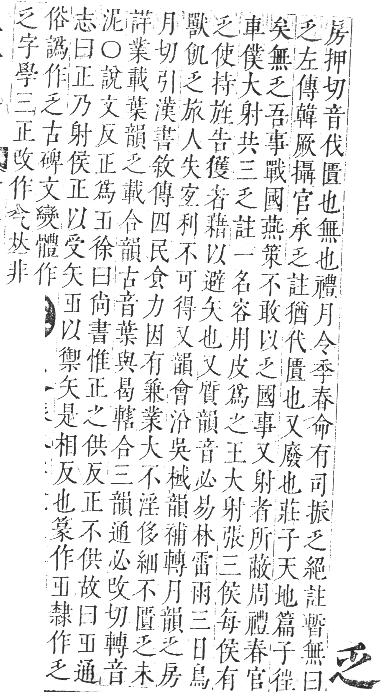 房押切音伐匱也無也禮月令季春命有司振乏絕註暫無曰
乏左傳韓厥攝官承乏註猶代匱也又廢也莊子天地篇子徃
矣無乏吾事戰國燕策不敢以乏國事又射者所蔽周禮春官
車僕大射共三乏註一名容用皮爲之王大射張三侯每侯有
乏使持旌告獲者藉以避矢也又質韻音必易林雷雨三日鳥
獸飢乏旅人失宐利不可得又韻會沿吳棫韻補轉月韻乏房
月切引漢書敘傳四民食力因有兼業大不淫侈細不匱乏未
詳業載葉韻乏載合韻古音葉與曷轄合三韻通必攺切轉音
泥〇說文反正爲𠀟徐曰尚書惟正之供反正不供故曰𠀟通
志曰正乃射侯正以受矢𠀟以禦矢是相反也篆作𠀟隸作乏
俗譌作乏古碑文變體作
乏字學三正改作𠀤非